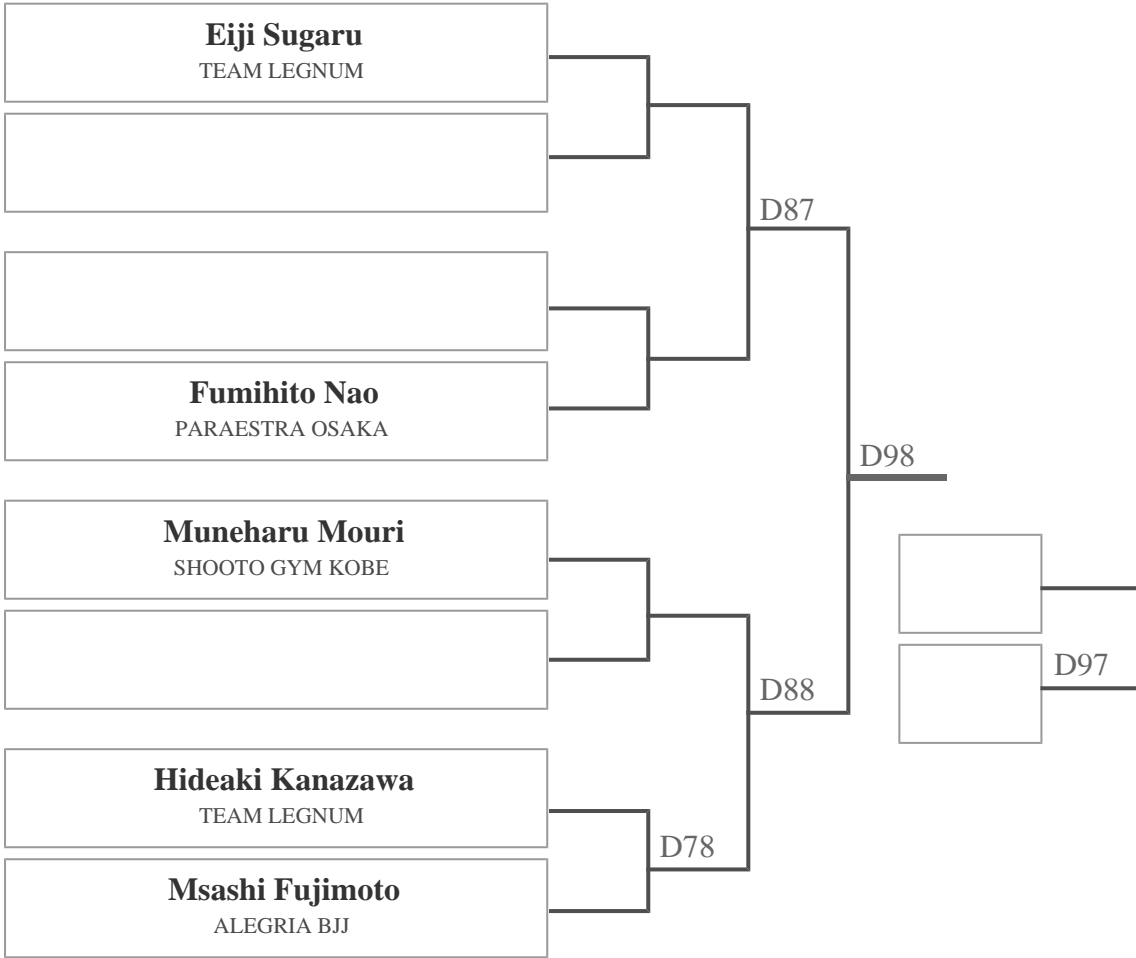 Eiji Sugaru
TEAM LEGNUM
D87
Fumihito Nao
PARAESTRA OSAKA
D98
Muneharu Mouri
SHOOTO GYM KOBE
D97
D88
Hideaki Kanazawa
TEAM LEGNUM
D78
Msashi Fujimoto
ALEGRIA BJJ